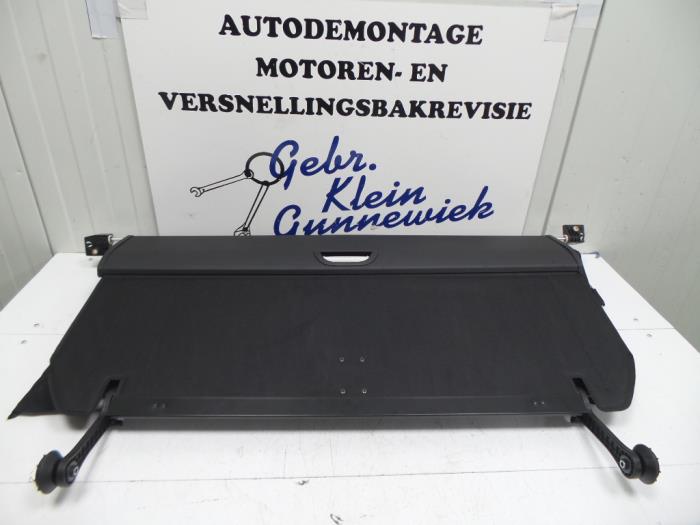 AUTODEMONTAGE
MOTOREN- EN
VERSNELLINGSBAKREVISIE
Gebr.
Klein
Gunnewiek